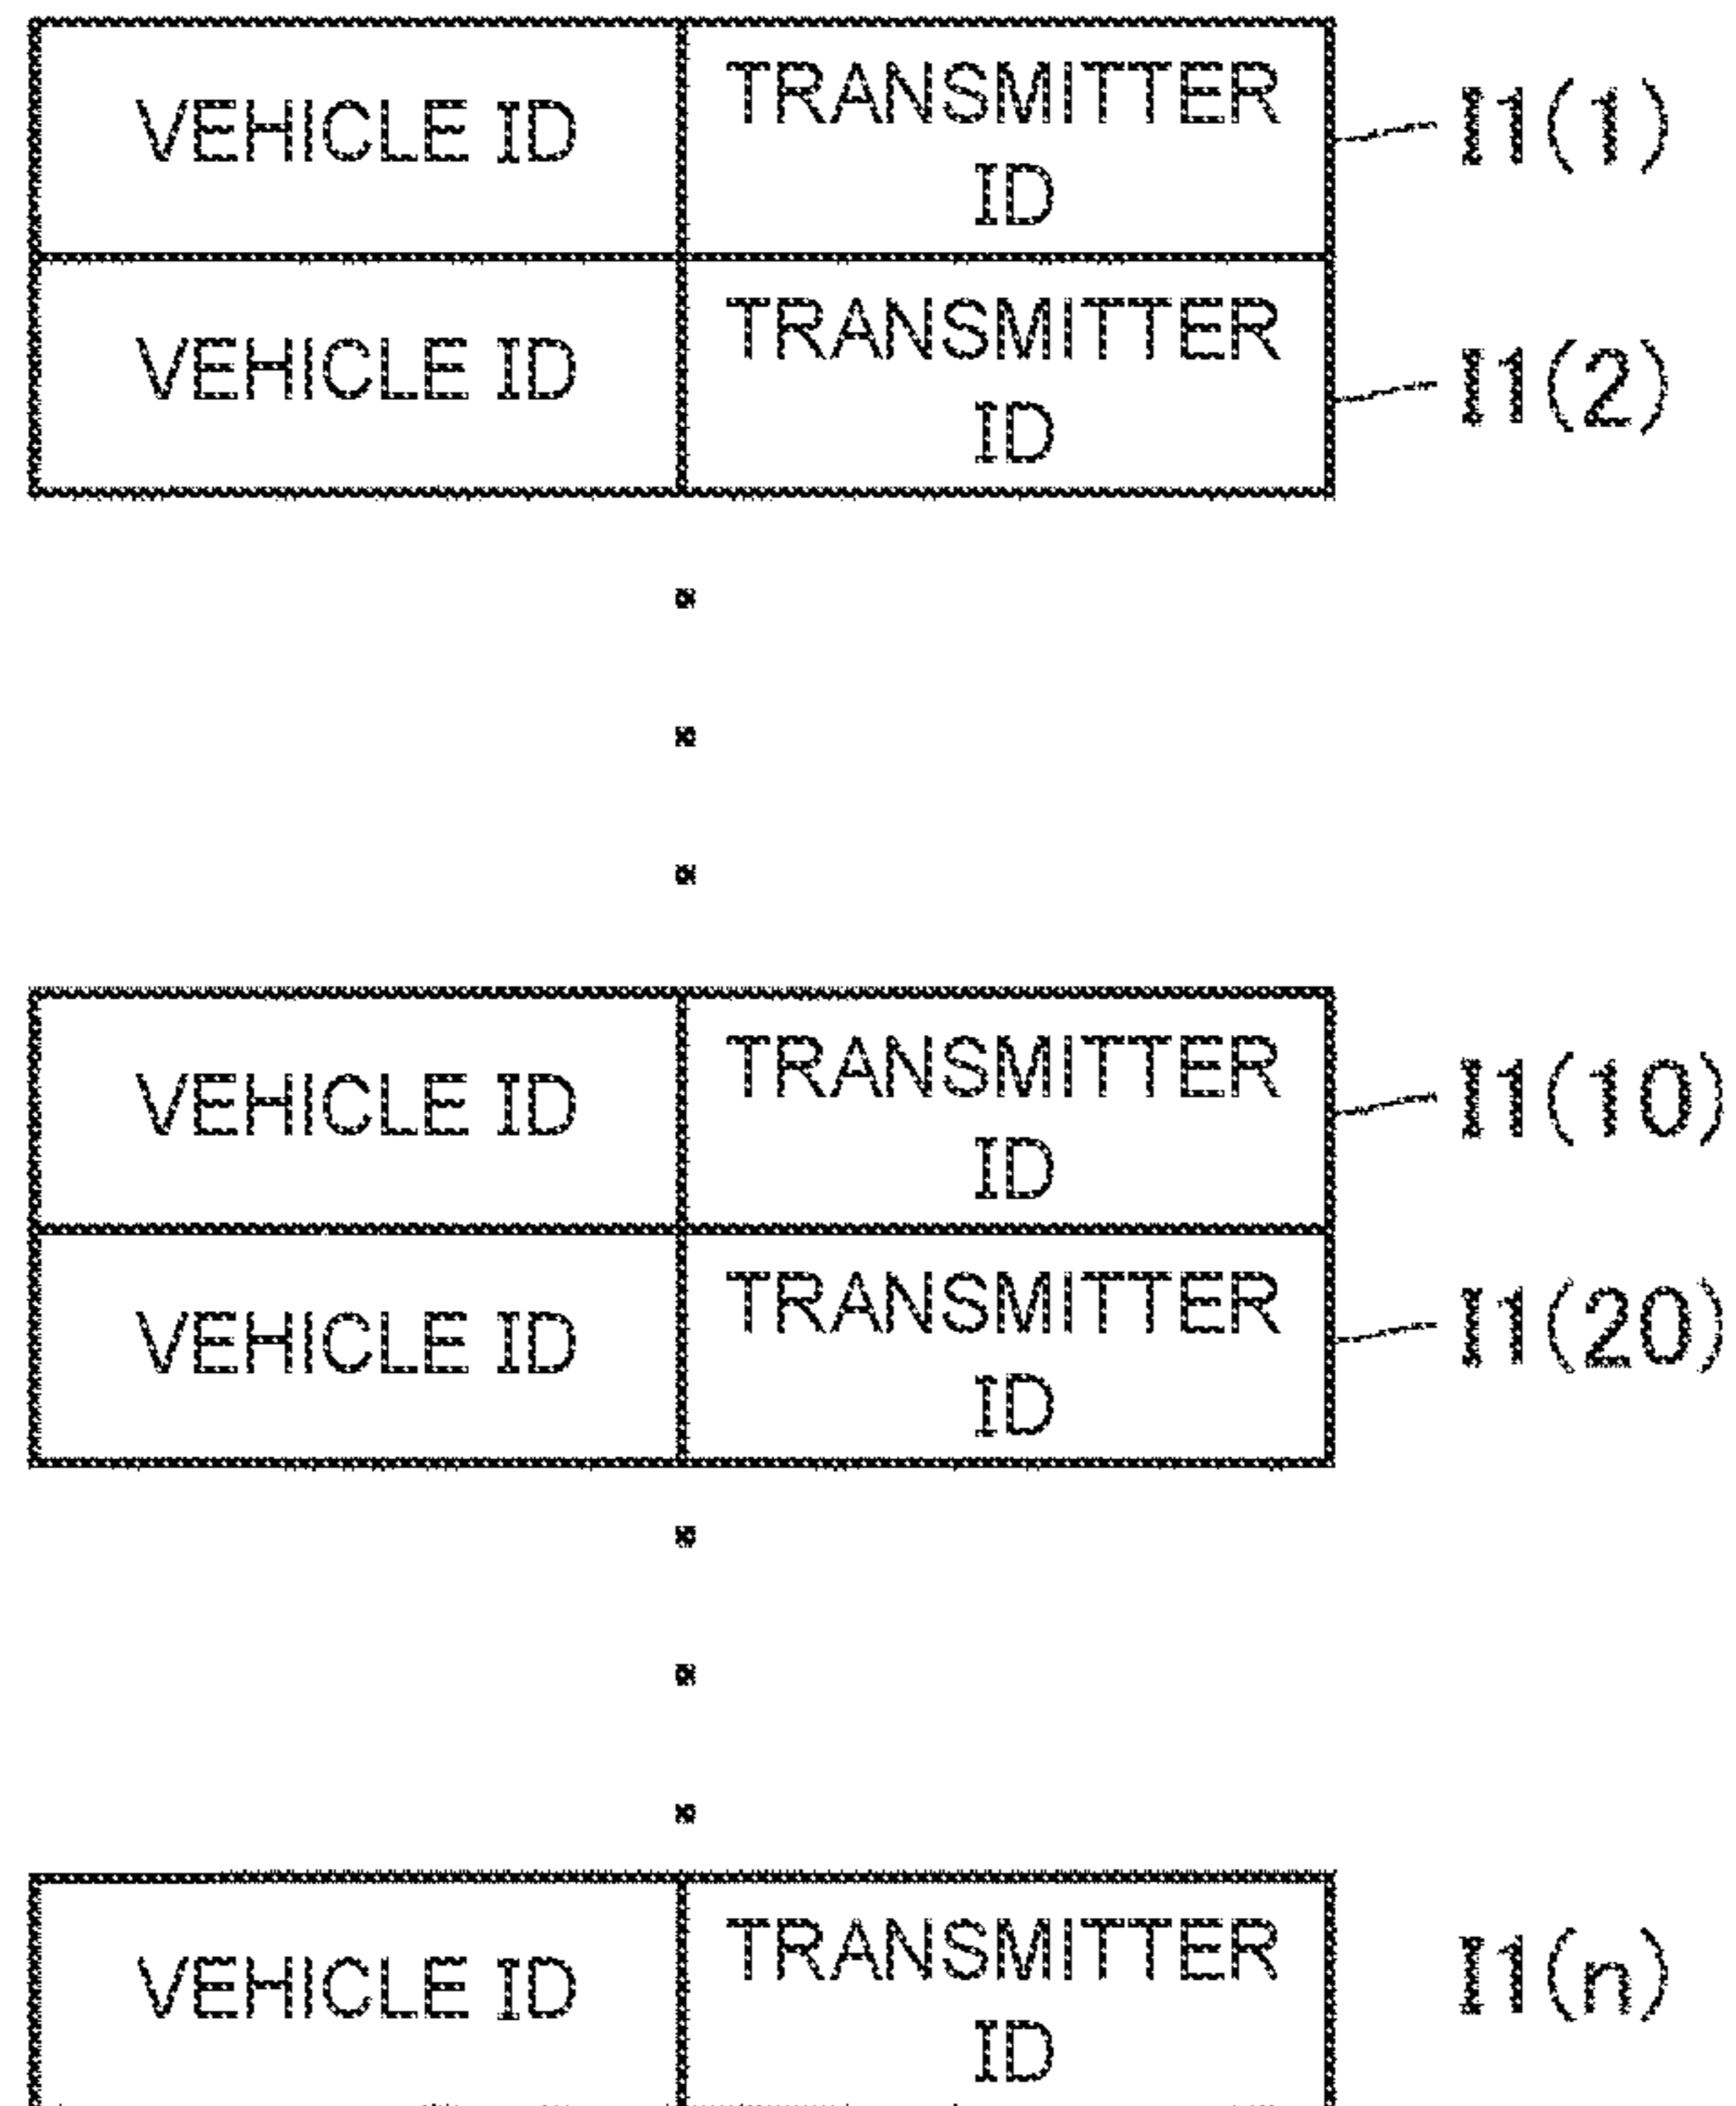 VEHICLE ID
TRANSMITTER
ID
I1(1)
VEHICLE ID
TRANSMITTER
ID
I1(2)
VEHICLE ID
TRANSMITTER
ID
I1(10)
VEHICLE ID
TRANSMITTER
ID
I1(20)
VEHICLE ID
TRANSMITTER
ID
I1(n)